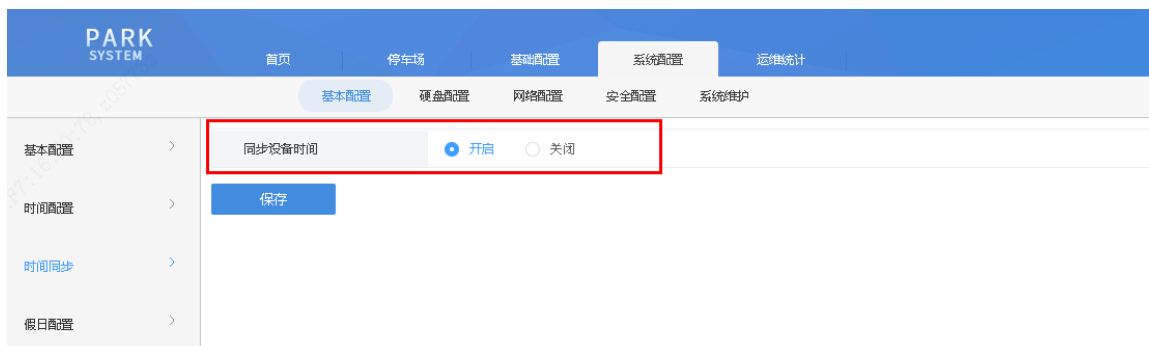 PARK
SYSTEM
首页 停车场 基础配置 系统配置 运维统计
基本配置 硬盘配置 网络配置 安全配置 系统维护
基本配置
同步设备时间 开启 关闭
时间配置
保存
时间同步
假日配置